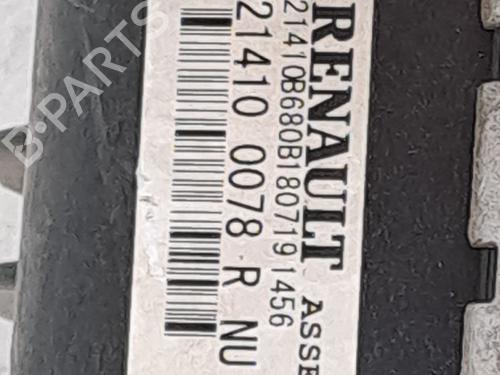 RENAULT ASSE
21410B680B1807191456
21410 0078 R NU
B-PARTS